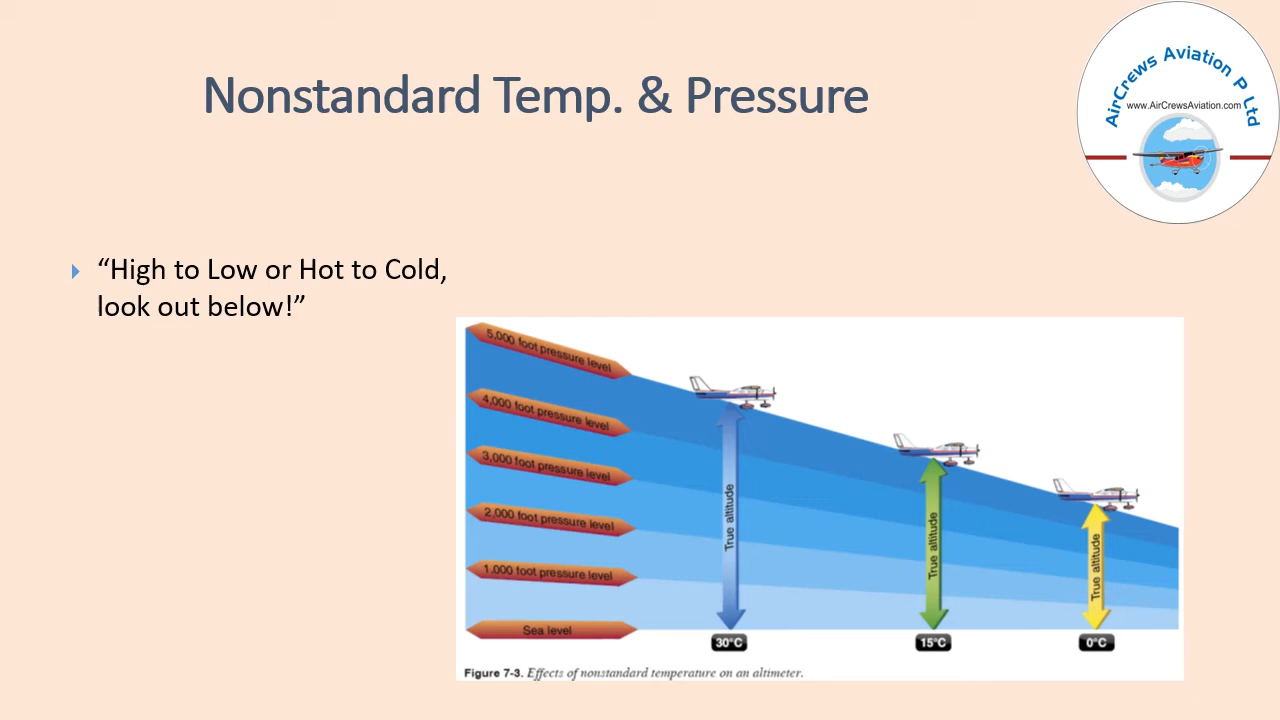 Nonstandard Temp. & Pressure
AirCrews Aviation P Ltd
www.AirCrewsAviation.com
“High to Low or Hot to Cold,
look out below!”
5,000 foot pressure level
4,000 foot pressure level
3,000 foot pressure level
2,000 foot pressure level
1,000 foot pressure level
Sea level
True altitude
True altitude
True altitude
30°C
15°C
0°C
Figure 7-3. Effects of nonstandard temperature on an altimeter.